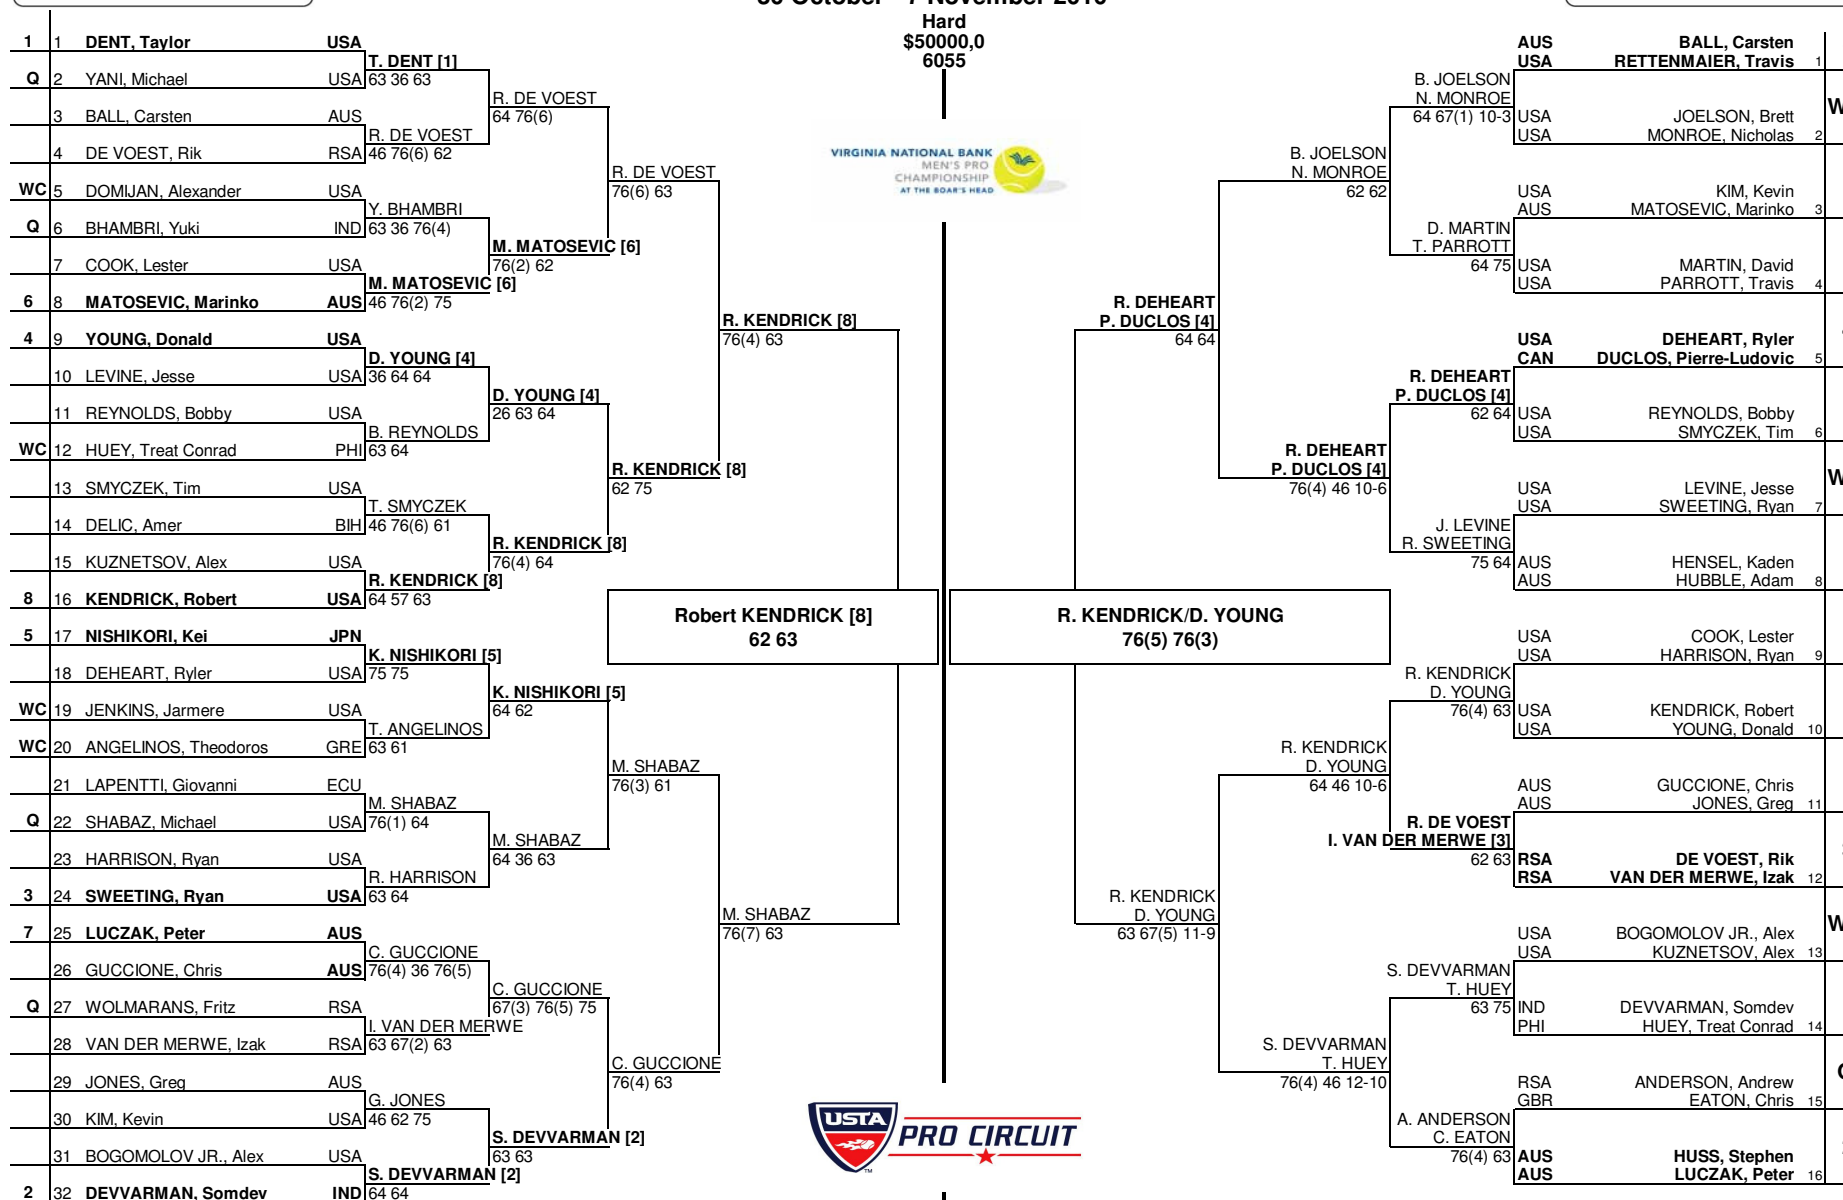 Hard
$50000,0
6055
1 1 DENT, Taylor USA
T. DENT [1]
Q 2 YANI, Michael USA 63 36 63
R. DE VOEST
3 BALL, Carsten AUS 64 76(6)
R. DE VOEST
4 DE VOEST, Rik RSA 46 76(6) 62
R. DE VOEST
WC 5 DOMIJAN, Alexander USA 76(6) 63
Y. BHAMBRI
Q 6 BHAMBRI, Yuki IND 63 36 76(4)
M. MATOSEVIC [6]
7 COOK, Lester USA 76(2) 62
M. MATOSEVIC [6]
6 8 MATOSEVIC, Marinko AUS 46 76(2) 75
R. KENDRICK [8]
4 9 YOUNG, Donald USA 76(4) 63
D. YOUNG [4]
10 LEVINE, Jesse USA 36 64 64
D. YOUNG [4]
11 REYNOLDS, Bobby USA 26 63 64
B. REYNOLDS
WC 12 HUEY, Treat Conrad PHI 63 64
R. KENDRICK [8]
13 SMYCZEK, Tim USA 62 75
T. SMYCZEK
14 DELIC, Amer BIH 46 76(6) 61
R. KENDRICK [8]
15 KUZNETSOV, Alex USA 76(4) 64
R. KENDRICK [8]
8 16 KENDRICK, Robert USA 64 57 63
Robert KENDRICK [8]
62 63
5 17 NISHIKORI, Kei JPN
K. NISHIKORI [5]
18 DEHEART, Ryler USA 75 75
K. NISHIKORI [5]
WC 19 JENKINS, Jarmere USA 64 62
T. ANGELINOS
WC 20 ANGELINOS, Theodoros GRE 63 61
M. SHABAZ
21 LAPENTTI, Giovanni ECU 76(3) 61
M. SHABAZ
Q 22 SHABAZ, Michael USA 76(1) 64
M. SHABAZ
23 HARRISON, Ryan USA 64 36 63
R. HARRISON
3 24 SWEETING, Ryan USA 63 64
M. SHABAZ
7 25 LUCZAK, Peter AUS 76(7) 63
C. GUCCIONE
26 GUCCIONE, Chris AUS 76(4) 36 76(5)
C. GUCCIONE
Q 27 WOLMARANS, Fritz RSA 67(3) 76(5) 75
I. VAN DER MERWE
28 VAN DER MERWE, Izak RSA 63 67(2) 63
C. GUCCIONE
29 JONES, Greg AUS 76(4) 63
G. JONES
30 KIM, Kevin USA 46 62 75
S. DEVVARMAN [2]
31 BOGOMOLOV JR., Alex USA 63 63
S. DEVVARMAN [2]
2 32 DEVVARMAN, Somdev IND 64 64
VIRGINIA NATIONAL BANK
MEN'S PRO
CHAMPIONSHIP
AT THE BOAR'S HEAD
USTA PRO CIRCUIT
TM
AUS BALL, Carsten
USA RETTENMAIER, Travis 1
B. JOELSON
N. MONROE
64 67(1) 10-3 USA JOELSON, Brett
USA MONROE, Nicholas 2
B. JOELSON
N. MONROE
62 62 USA KIM, Kevin
AUS MATOSEVIC, Marinko 3
D. MARTIN
T. PARROTT
64 75 USA MARTIN, David
USA PARROTT, Travis 4
R. DEHEART
P. DUCLOS [4]
64 64 USA DEHEART, Ryler
CAN DUCLOS, Pierre-Ludovic 5
R. DEHEART
P. DUCLOS [4]
62 64 USA REYNOLDS, Bobby
USA SMYCZEK, Tim 6
R. DEHEART
P. DUCLOS [4]
76(4) 46 10-6 USA LEVINE, Jesse
USA SWEETING, Ryan 7
J. LEVINE
R. SWEETING
75 64 AUS HENSEL, Kaden
AUS HUBBLE, Adam 8
R. KENDRICK/D. YOUNG
76(5) 76(3)
USA COOK, Lester
USA HARRISON, Ryan 9
R. KENDRICK
D. YOUNG
76(4) 63 USA KENDRICK, Robert
USA YOUNG, Donald 10
R. KENDRICK
D. YOUNG
64 46 10-6 AUS GUCCIONE, Chris
AUS JONES, Greg 11
R. DE VOEST
I. VAN DER MERWE [3]
62 63 RSA DE VOEST, Rik
RSA VAN DER MERWE, Izak 12
R. KENDRICK
D. YOUNG
63 67(5) 11-9 USA BOGOMOLOV JR., Alex
USA KUZNETSOV, Alex 13
S. DEVVARMAN
T. HUEY
63 75 IND DEVVARMAN, Somdev
PHI HUEY, Treat Conrad 14
S. DEVVARMAN
T. HUEY
76(4) 46 12-10 RSA ANDERSON, Andrew
GBR EATON, Chris 15
A. ANDERSON
C. EATON
76(4) 63 AUS HUSS, Stephen
AUS LUCZAK, Peter 16